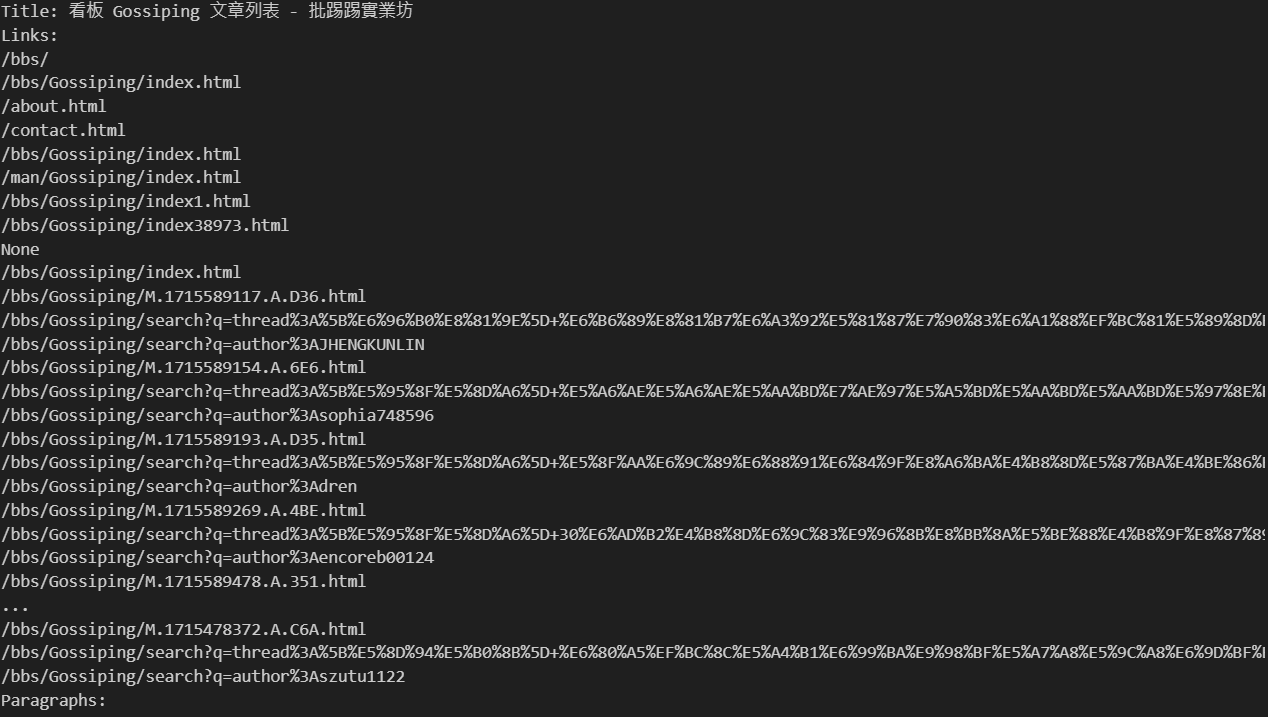 Title: 看板 Gossiping 文章列表 - 批踢踢實業坊
Links:
/bbs/
/bbs/Gossiping/index.html
/about.html
/contact.html
/bbs/Gossiping/index.html
/man/Gossiping/index.html
/bbs/Gossiping/index1.html
/bbs/Gossiping/index38973.html
None
/bbs/Gossiping/index.html
/bbs/Gossiping/M.1715589117.A.D36.html
/bbs/Gossiping/search?q=thread%3A%5B%E6%96%B0%E8%81%9E%5D+%E6%B6%89%E8%81%B7%E6%A3%92%E5%81%87%E7%90%83%E6%A1%88%EF%BC%81%E5%89%8D%
/bbs/Gossiping/search?q=author%3AJHENGKUNLIN
/bbs/Gossiping/M.1715589154.A.6E6.html
/bbs/Gossiping/search?q=thread%3A%5B%E5%95%8F%E5%8D%A6%5D+%E5%A6%AE%E5%A6%AE%E5%AA%BD%E7%AE%97%E5%A5%BD%E5%AA%BD%E5%AA%BD%E5%97%8E%
/bbs/Gossiping/search?q=author%3Asophia748596
/bbs/Gossiping/M.1715589193.A.D35.html
/bbs/Gossiping/search?q=thread%3A%5B%E5%95%8F%E5%8D%A6%5D+%E5%8F%AA%E6%9C%89%E6%88%91%E6%84%9F%E8%A6%BA%E4%B8%8D%E5%87%BA%E4%BE%86%
/bbs/Gossiping/search?q=author%3Adren
/bbs/Gossiping/M.1715589269.A.4BE.html
/bbs/Gossiping/search?q=thread%3A%5B%E5%95%8F%E5%8D%A6%5D+30%E6%AD%B2%E4%B8%8D%E6%9C%83%E9%96%8B%E8%BB%8A%E5%BE%88%E4%B8%9F%E8%87%89
/bbs/Gossiping/search?q=author%3Aencoreb00124
/bbs/Gossiping/M.1715589478.A.351.html
...
/bbs/Gossiping/M.1715478372.A.C6A.html
/bbs/Gossiping/search?q=thread%3A%5B%E5%8D%94%E5%B0%8B%5D+%E6%80%A5%EF%BC%8C%E5%A4%B1%E6%99%BA%E9%98%BF%E5%A7%A8%E5%9C%A8%E6%9D%BF%
/bbs/Gossiping/search?q=author%3Aszutu1122
Paragraphs: